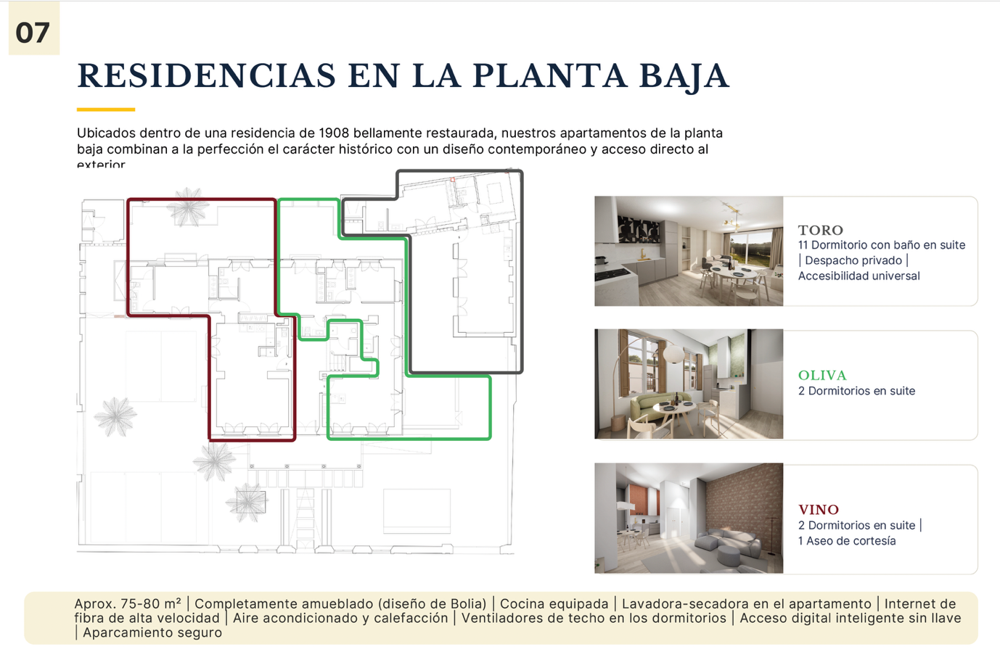 07
RESIDENCIAS EN LA PLANTA BAJA
Ubicados dentro de una residencia de 1908 bellamente restaurada, nuestros apartamentos de la planta
baja combinan a la perfección el carácter histórico con un diseño contemporáneo y acceso directo al
exterior
TORO
11 Dormitorio con baño en suite
| Despacho privado |
Accesibilidad universal
OLIVA
2 Dormitorios en suite
VINO
2 Dormitorios en suite |
1 Aseo de cortesía
Aprox. 75-80 m² | Completamente amueblado (diseño de Bolia) | Cocina equipada | Lavadora-secadora en el apartamento | Internet de
fibra de alta velocidad | Aire acondicionado y calefacción | Ventiladores de techo en los dormitorios | Acceso digital inteligente sin llave
| Aparcamiento seguro